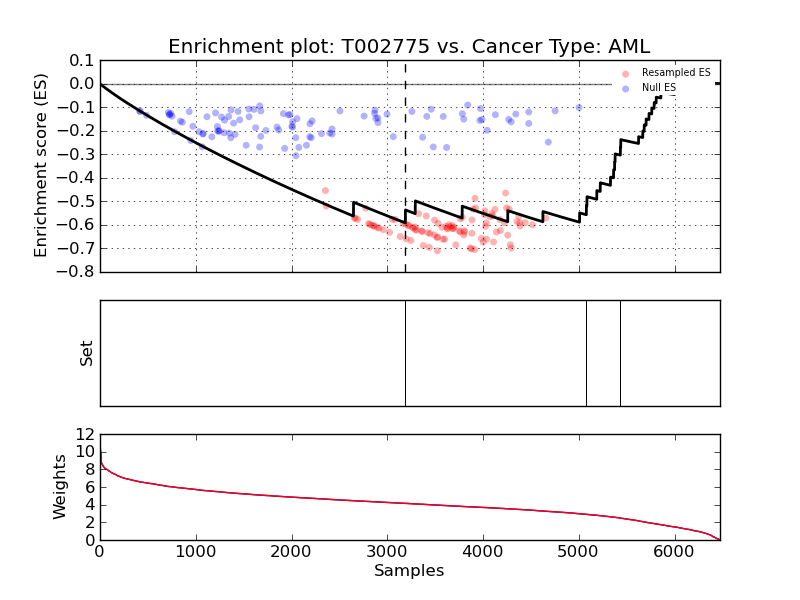 Enrichment plot: T002775 vs. Cancer Type: AML
Enrichment score (ES)
0.1
0.0
−0.1
−0.2
−0.3
−0.4
−0.5
−0.6
−0.7
−0.8
Resampled ES
Null ES
Set
Weights
12
10
8
6
4
2
0
0 1000 2000 3000 4000 5000 6000
Samples